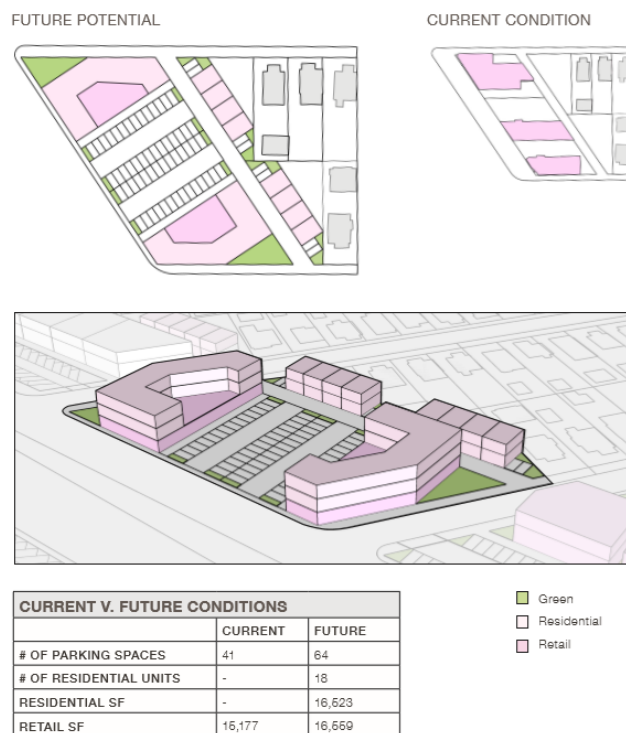 FUTURE POTENTIAL
CURRENT CONDITION
CURRENT V. FUTURE CONDITIONS
CURRENT FUTURE
# OF PARKING SPACES 41 64
# OF RESIDENTIAL UNITS - 18
RESIDENTIAL SF - 16,523
RETAIL SF 15,177 16,559
Green
Residential
Retail